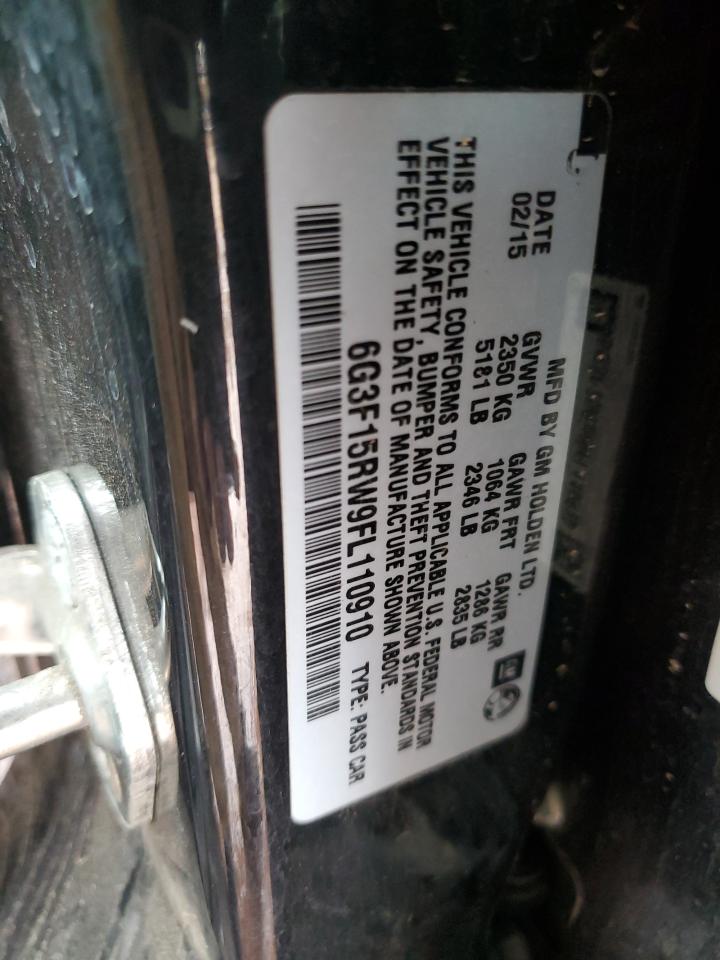 MFD BY GM HOLDEN LTD.
DATE GVWR GAWR FRT GAWR RR
02/15 2350 KG 1064 KG 1286 KG
5181 LB 2346 LB 2835 LB
THIS VEHICLE CONFORMS TO ALL APPLICABLE U.S. FEDERAL MOTOR
VEHICLE SAFETY, BUMPER AND THEFT PREVENTION STANDARDS IN
EFFECT ON THE DATE OF MANUFACTURE SHOWN ABOVE.
6G3F15RW9FL110910 TYPE: PASS CAR